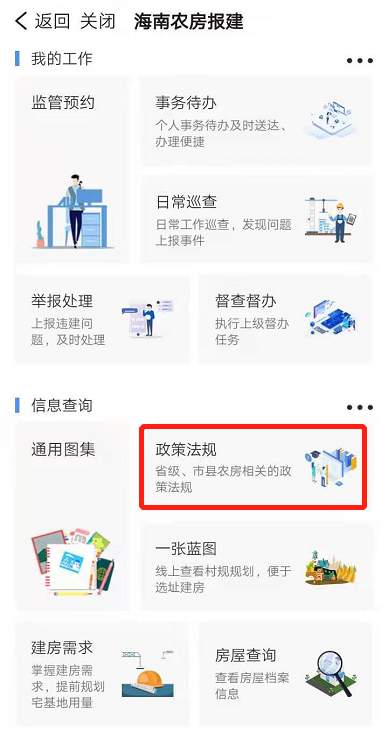 返回 关闭 海南农房报建
我的工作
监管预约
事务待办
个人事务待办及时送达、
办理便捷
日常巡查
日常工作巡查，发现问题
上报事件
举报处理
上报违建问
题，及时处理
督查督办
执行上级督办
任务
信息查询
通用图集
政策法规
省级、市县农房相关的政
策法规
一张蓝图
线上查看村规规划，便于
选址建房
建房需求
掌握建房需
求，提前规划
宅基地用量
房屋查询
查看房屋档案
信息